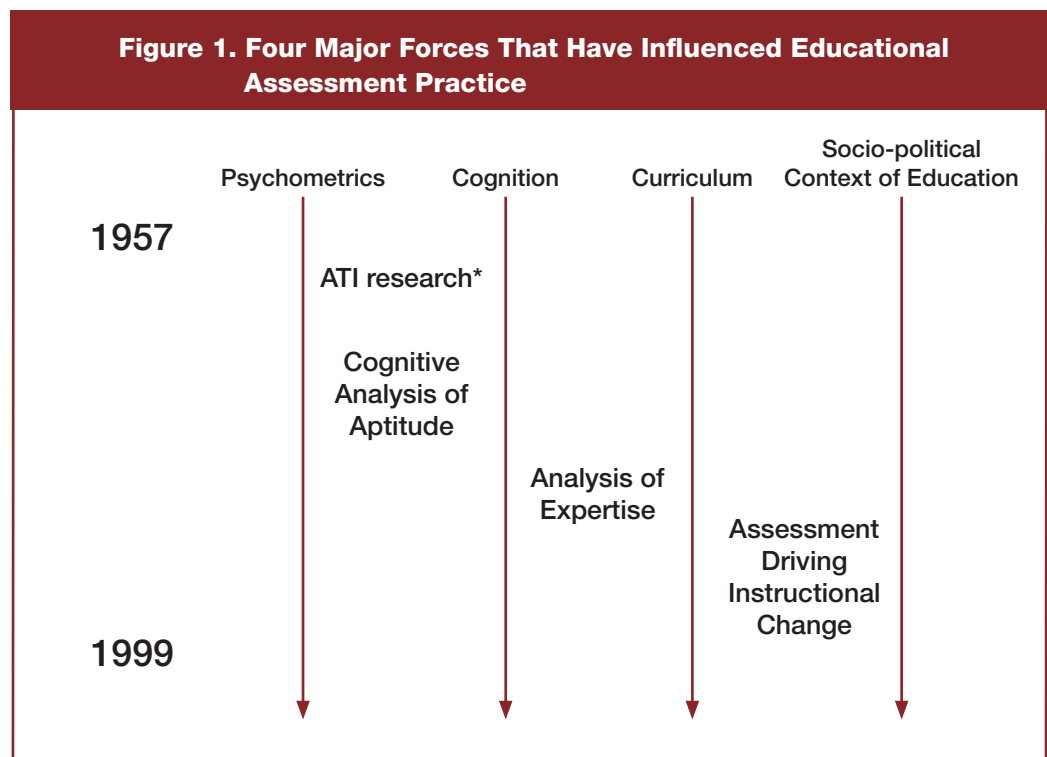 Figure 1. Four Major Forces That Have Influenced Educational
Assessment Practice
Psychometrics
Cognition
Curriculum
Socio-political
Context of Education
1957
ATI research*
Cognitive
Analysis of
Aptitude
Analysis of
Expertise
Assessment
Driving
Instructional
Change
1999